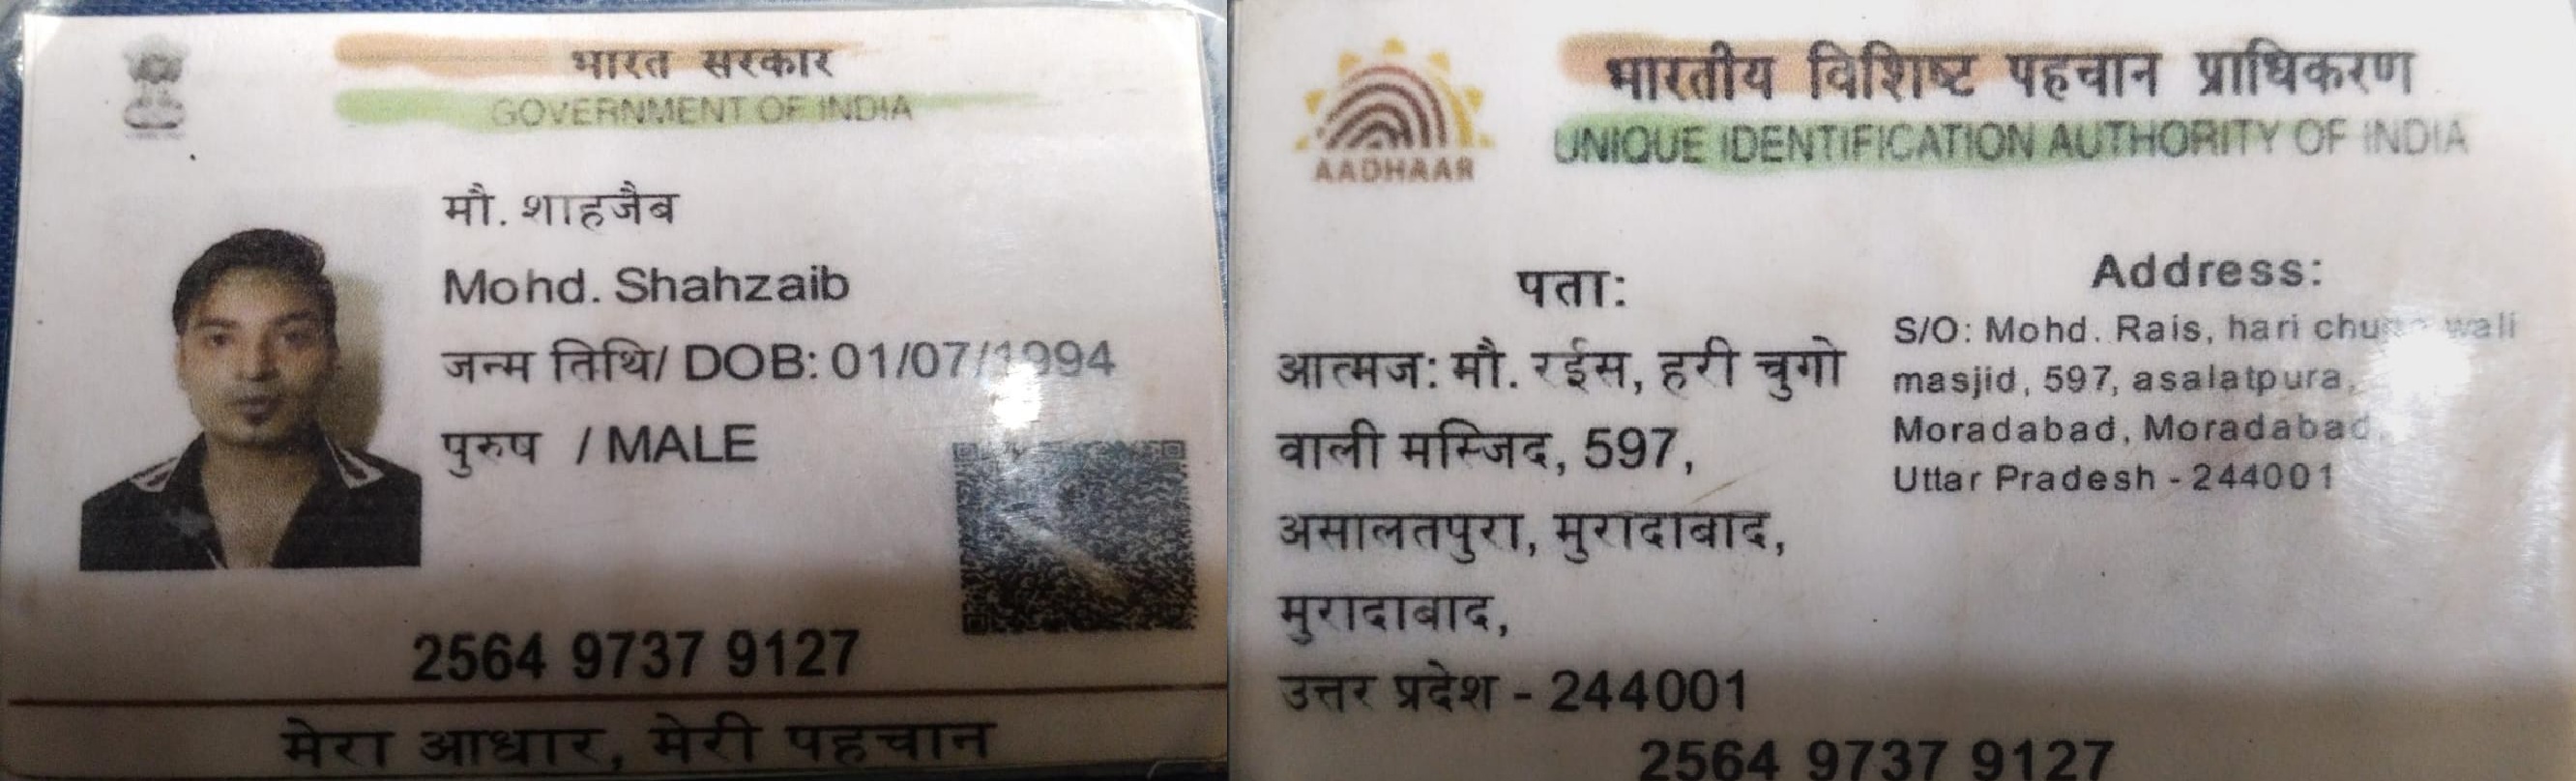 भारत सरकार
GOVERNMENT OF INDIA
मौ. शाहजैब
Mohd. Shahzaib
जन्म तिथि/ DOB: 01/07/1994
पुरुष / MALE
2564 9737 9127
मेरा आधार, मेरी पहचान
भारतीय विशिष्ट पहचान प्राधिकरण
UNIQUE IDENTIFICATION AUTHORITY OF INDIA
AADHAAR
पता:
आत्मज: मौ. रईस, हरी चुगो
वाली मस्जिद, 597,
असालतपुरा, मुरादाबाद,
मुरादाबाद,
उत्तर प्रदेश - 244001
Address:
S/O: Mohd. Rais, hari wali
masjid, 597, asalatpura,
Moradabad, Moradabad,
Uttar Pradesh - 244001
2564 9737 9127